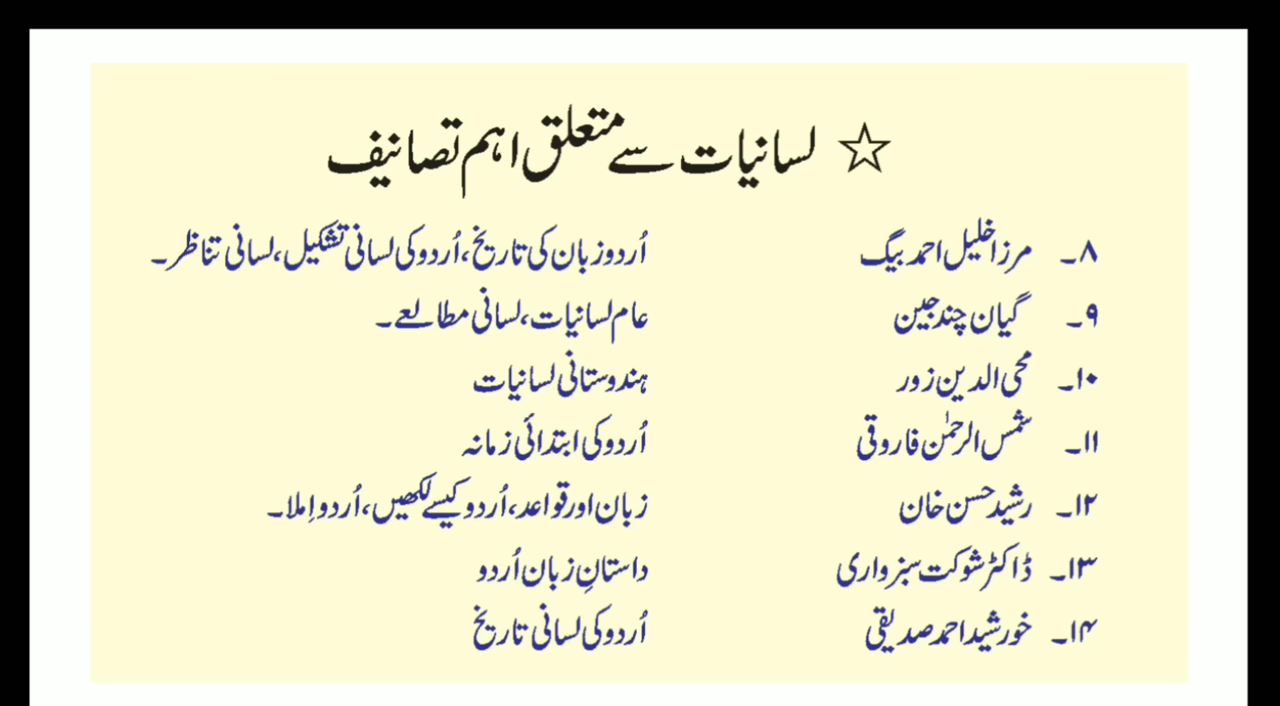 ☆ لسانیات سے متعلق اہم تصانیف
۸۔ مرزا خلیل احمد بیگ اُردو زبان کی تاریخ، اُردو کی لسانی تشکیل، لسانی تناظر۔
۹۔ گیان چند جین عام لسانیات، لسانی مطالعے۔
۱۰۔ محی الدین زور ہندوستانی لسانیات
۱۱۔ شمس الرحمٰن فاروقی اُردو کی ابتدائی زمانہ
۱۲۔ رشید حسن خان زبان اور قواعد، اُردو کیسے لکھیں، اُردو اِملا۔
۱۳۔ ڈاکٹر شوکت سبزواری داستانِ زبان اُردو
۱۴۔ خورشید احمد صدیقی اُردو کی لسانی تاریخ